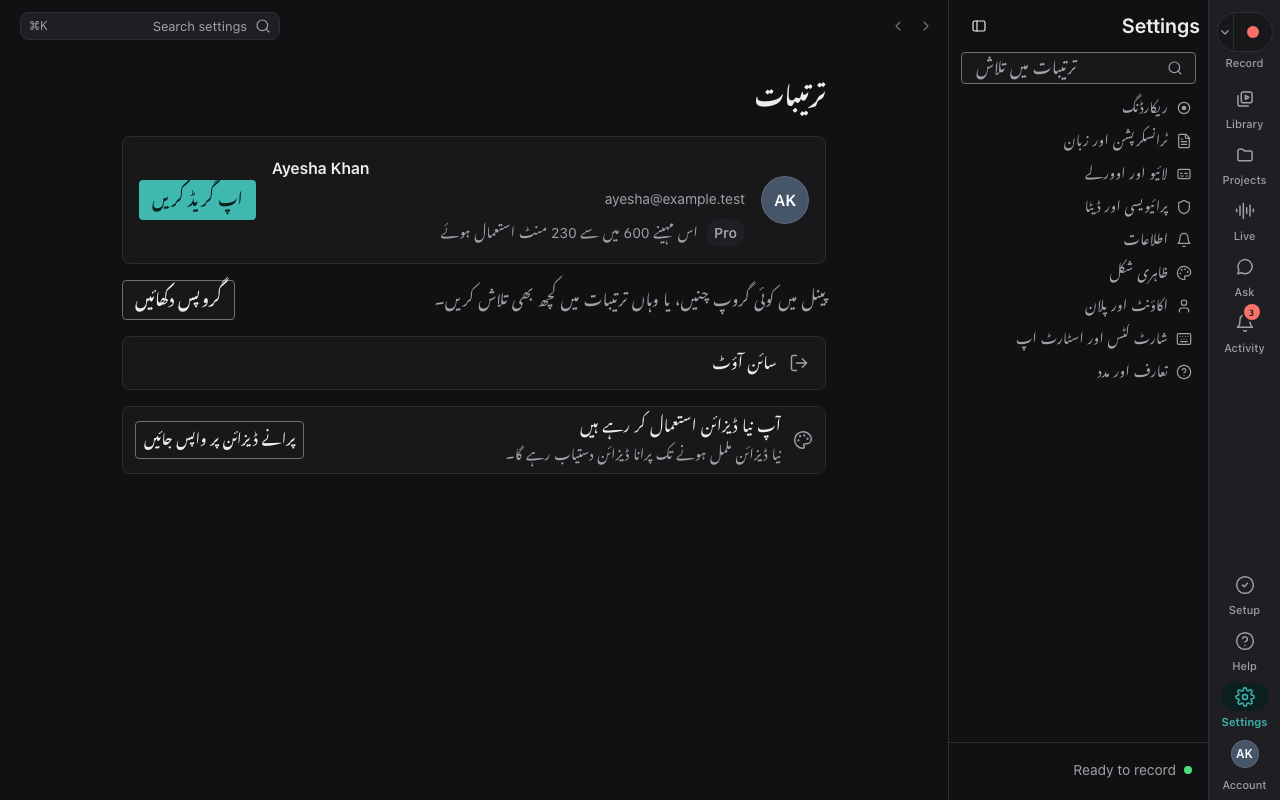 ⌘K Search settings
Settings
ترتیبات میں تلاش
ریکارڈنگ
ٹرانسکرپشن اور زبان
لائیو اور اوورلے
پرائیویسی اور ڈیٹا
اطلاعات
ظاہری شکل
اکاؤنٹ اور پلان
شارٹ کٹس اور اسٹارٹ اپ
تعارف اور مدد
Ready to record
Record
Library
Projects
Live
Ask
3
Activity
Setup
Help
Settings
AK
Account
ترتیبات
AK
Ayesha Khan
ayesha@example.test
Pro اس مہینے 600 میں سے 230 منٹ استعمال ہوئے
اپ گریڈ کریں
پینل میں کوئی گروپ چنیں، یا وہاں ترتیبات میں کچھ بھی تلاش کریں۔
گروپس دکھائیں
سائن آؤٹ
آپ نیا ڈیزائن استعمال کر رہے ہیں
نیا ڈیزائن مکمل ہونے تک پرانا ڈیزائن دستیاب رہے گا۔
پرانے ڈیزائن پر واپس جائیں